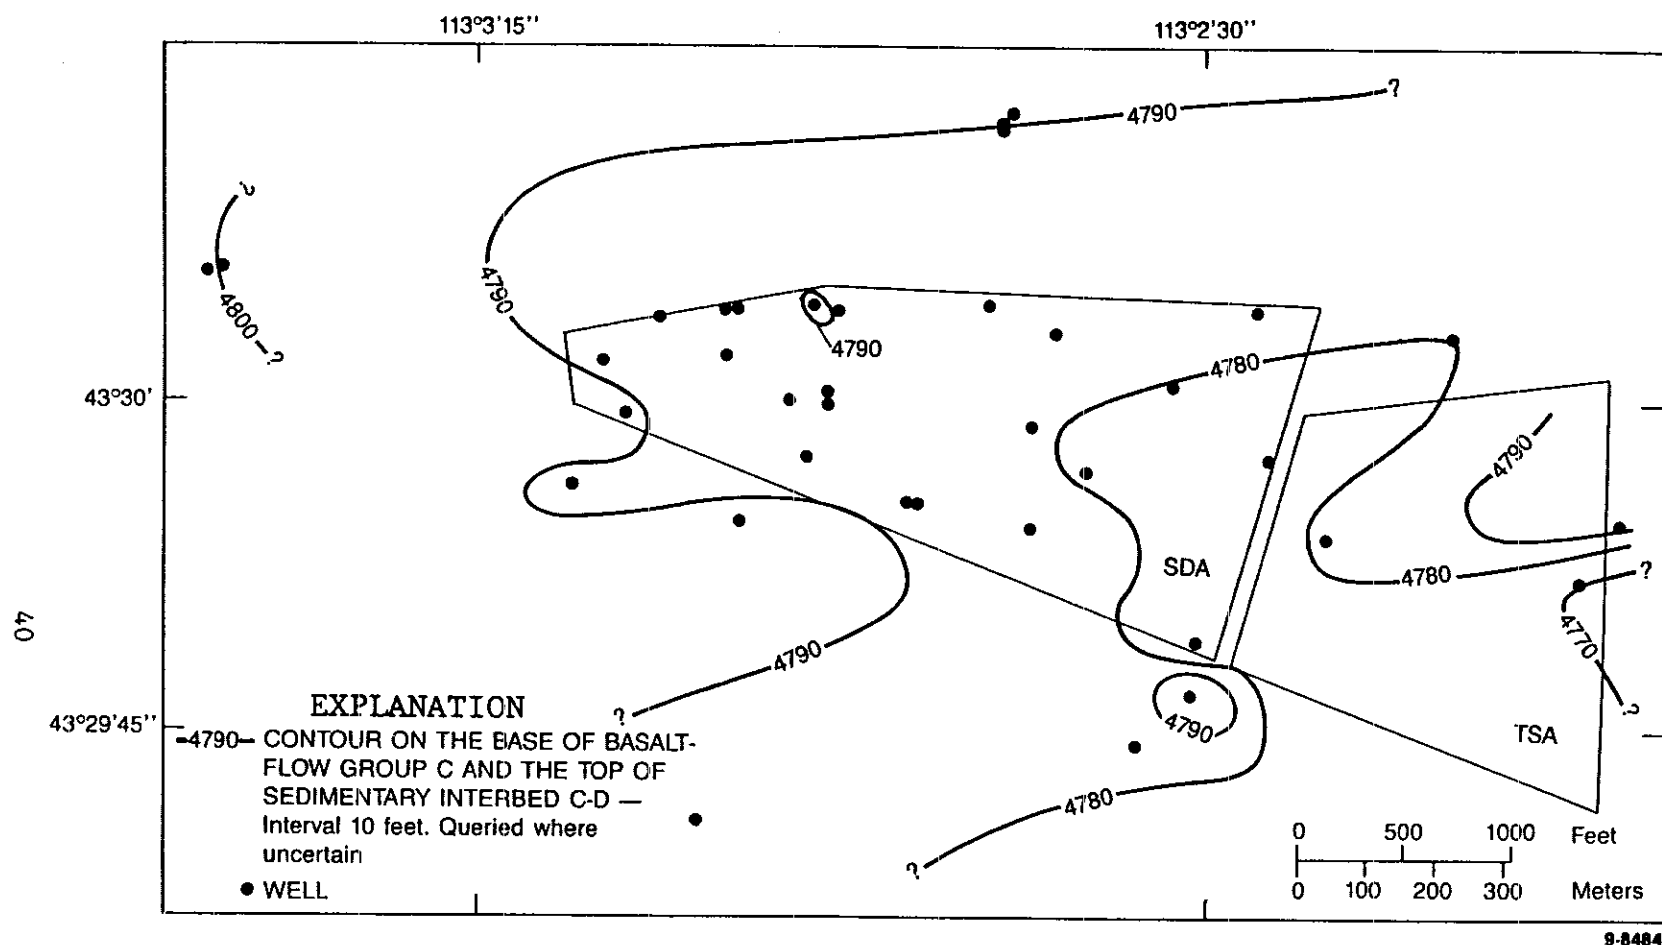 113°3'15"
113°2'30"
?
4790
?
4790
4800
?
4790
4780
43°30'
4790
SDA
4780
?
40
4770
4790
EXPLANATION
?
?
43°29'45"
4790
TSA
-4790- CONTOUR ON THE BASE OF BASALT-
FLOW GROUP C AND THE TOP OF
SEDIMENTARY INTERBED C-D —
Interval 10 feet. Queried where
uncertain
4780
?
0 500 1000 Feet
0 100 200 300 Meters
● WELL
9-8484